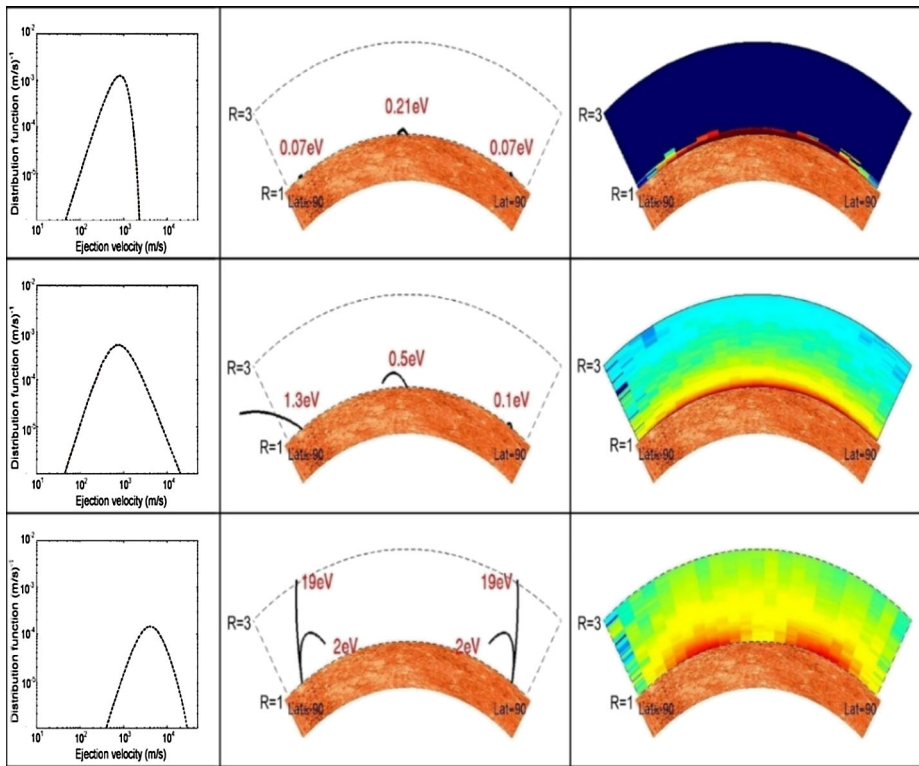 Distribution function (m/s)⁻¹
10⁻²
10⁻³
10⁻⁴
10⁻⁵
10¹ 10² 10³ 10⁴
Ejection velocity (m/s)
R=3
R=1
0.07eV
0.21eV
0.07eV
Lat=-90
Lat=90
R=3
R=1
Lat=-90
Lat=90
Distribution function (m/s)⁻¹
10⁻²
10⁻³
10⁻⁴
10⁻⁵
10¹ 10² 10³ 10⁴
Ejection velocity (m/s)
R=3
R=1
1.3eV
0.5eV
0.1eV
Lat=-90
Lat=90
R=3
R=1
Lat=-90
Lat=90
Distribution function (m/s)⁻¹
10⁻²
10⁻³
10⁻⁴
10⁻⁵
10¹ 10² 10³ 10⁴
Ejection velocity (m/s)
R=3
R=1
19eV
19eV
2eV
2eV
Lat=-90
Lat=90
R=3
R=1
Lat=-90
Lat=90